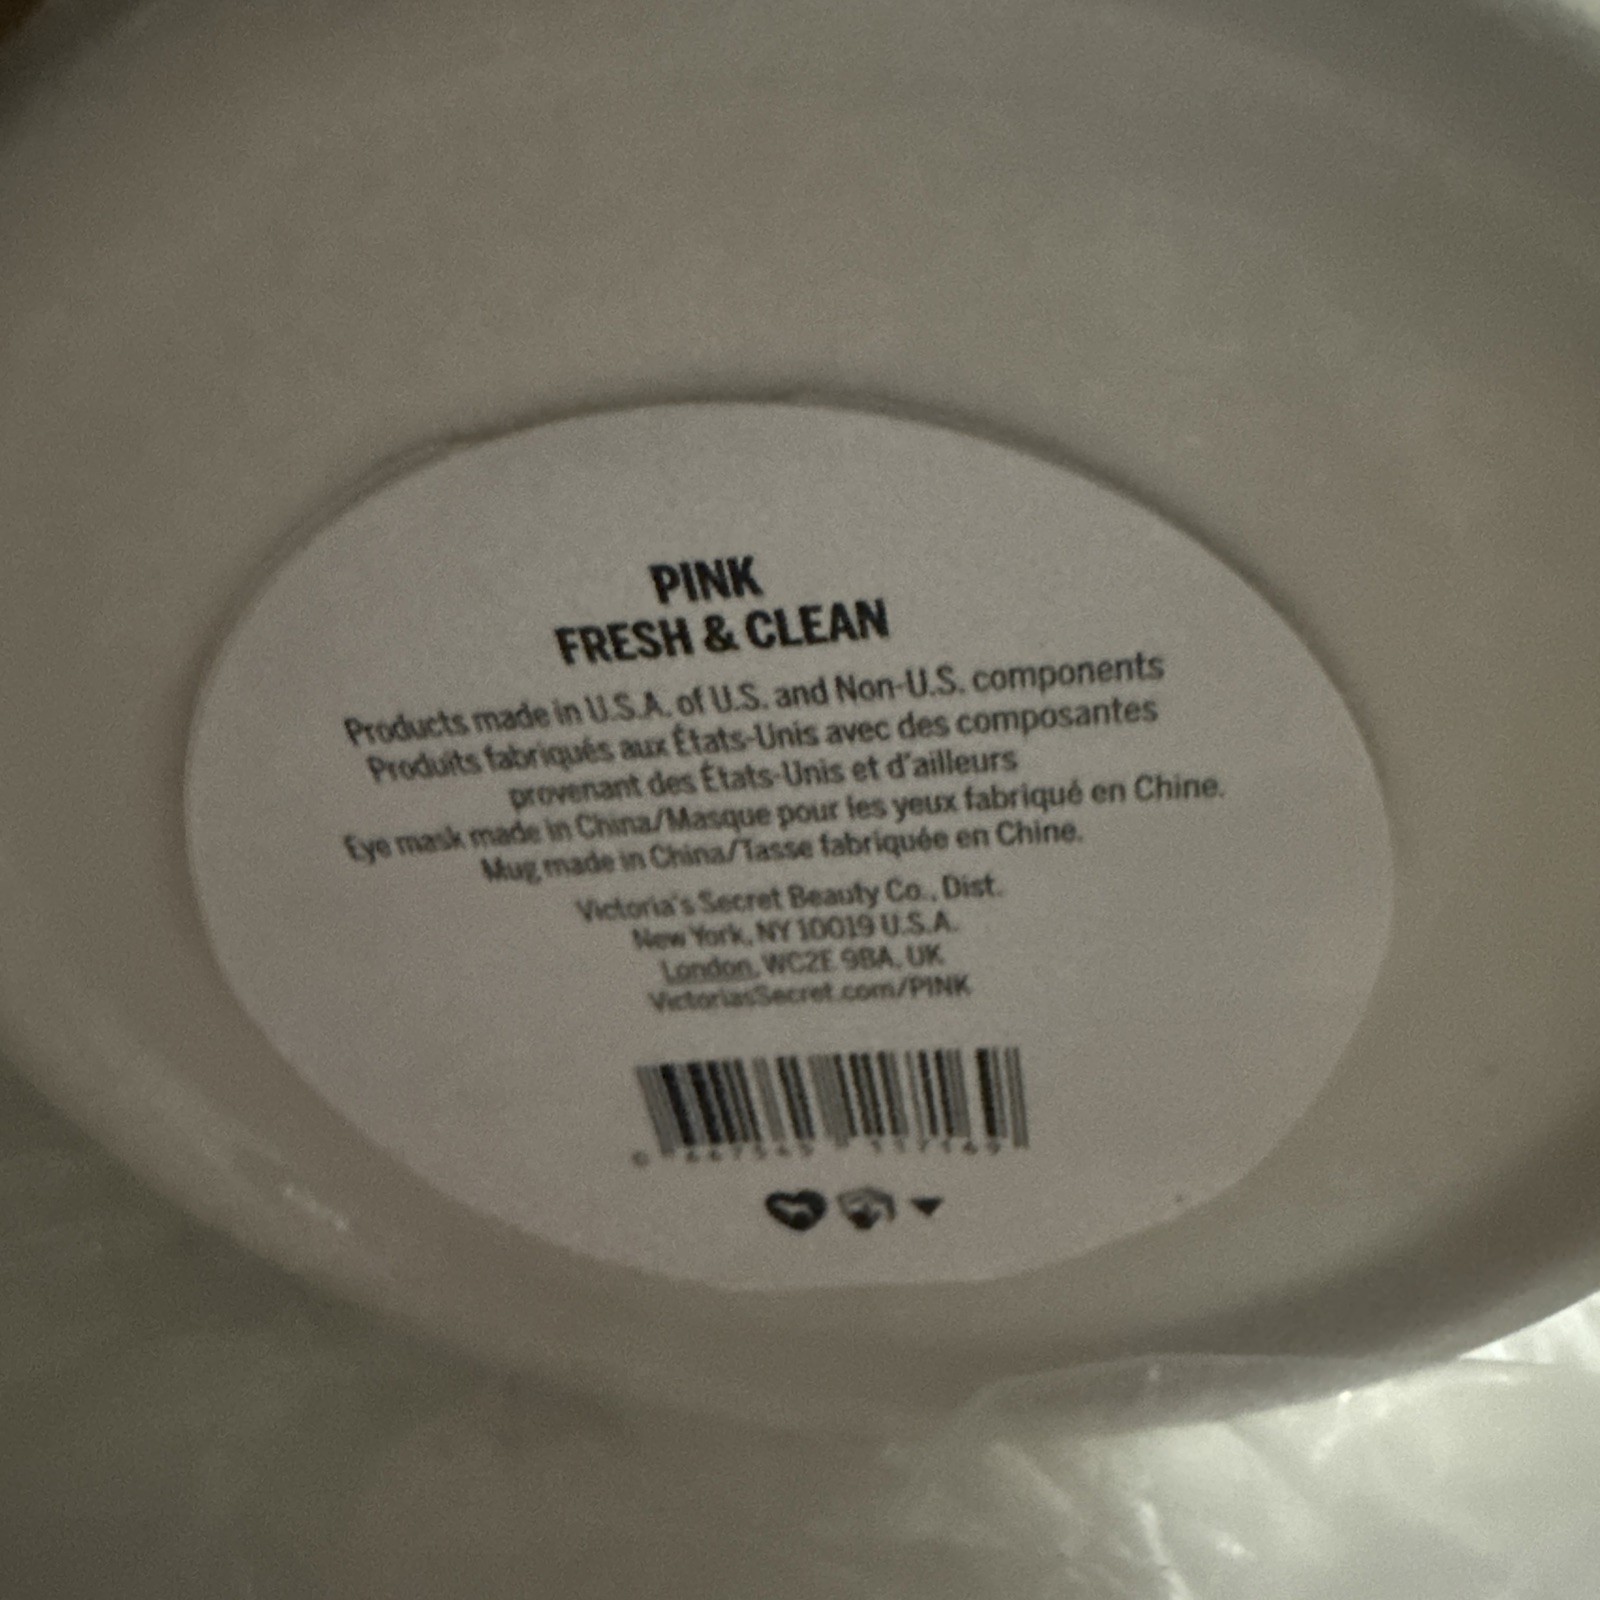 PINK
FRESH & CLEAN
Products made in U.S.A. of U.S. and Non-U.S. components
Produits fabriqués aux États-Unis avec des composantes
provenant des États-Unis et d'ailleurs
Eye mask made in China/Masque pour les yeux fabriqué en Chine.
Mug made in China/Tasse fabriquée en Chine.
Victoria's Secret Beauty Co., Dist.
New York, NY 10019 U.S.A.
London, WC2E 9BA, UK
VictoriasSecret.com/PINK